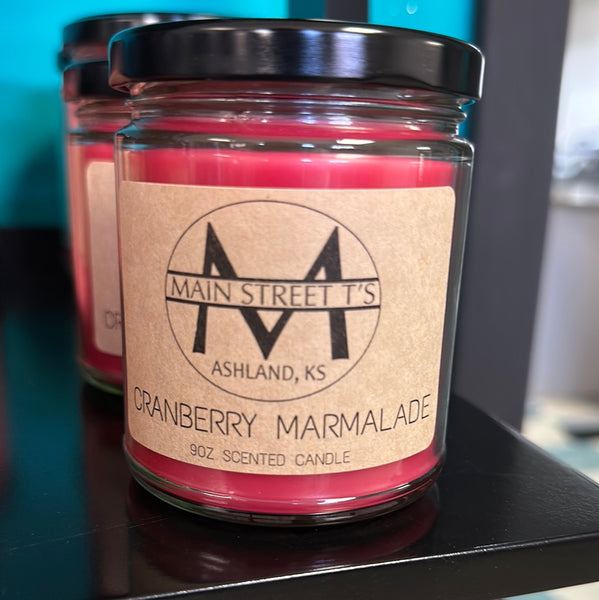 MAIN STREET T'S
ASHLAND, KS
CRANBERRY MARMALADE
9OZ SCENTED CANDLE